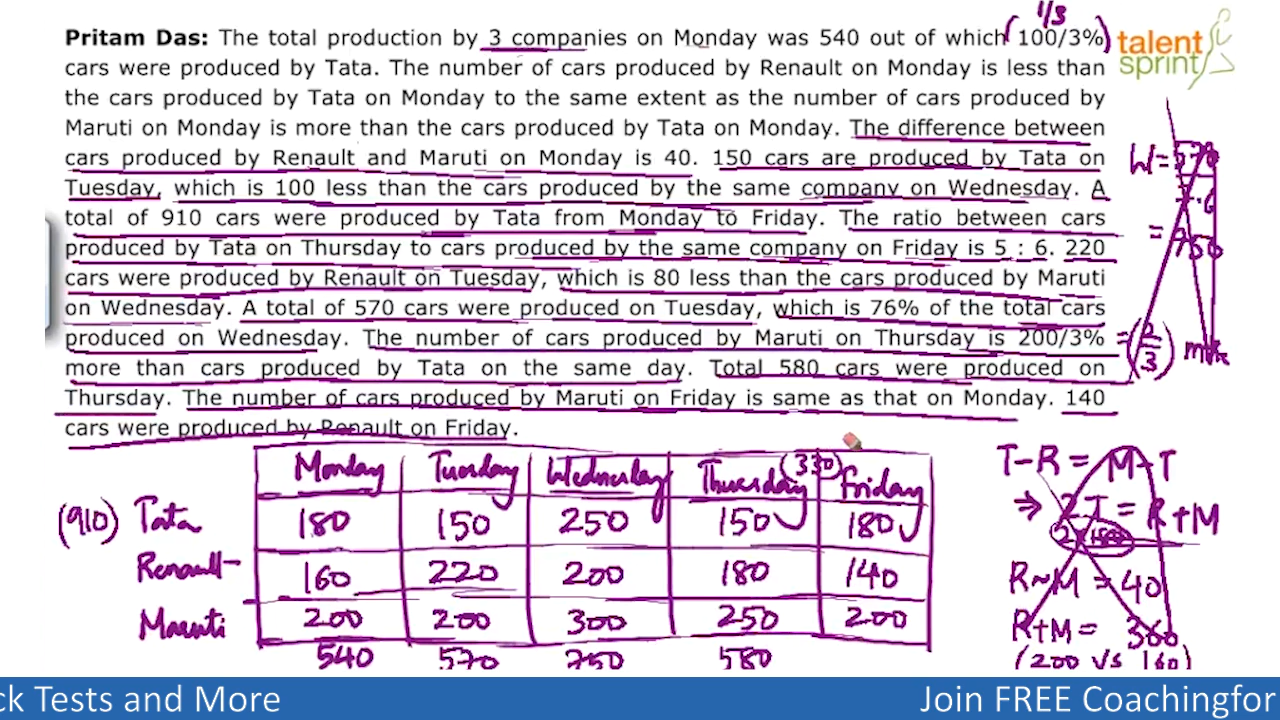 Pritam Das: The total production by 3 companies on Monday was 540 out of which 100/3%
1/3
cars were produced by Tata. The number of cars produced by Renault on Monday is less than
the cars produced by Tata on Monday to the same extent as the number of cars produced by
Maruti on Monday is more than the cars produced by Tata on Monday. The difference between
cars produced by Renault and Maruti on Monday is 40. 150 cars are produced by Tata on
Tuesday, which is 100 less than the cars produced by the same company on Wednesday. A
total of 910 cars were produced by Tata from Monday to Friday. The ratio between cars
produced by Tata on Thursday to cars produced by the same company on Friday is 5 : 6. 220
cars were produced by Renault on Tuesday, which is 80 less than the cars produced by Maruti
on Wednesday. A total of 570 cars were produced on Tuesday, which is 76% of the total cars
produced on Wednesday. The number of cars produced by Maruti on Thursday is 200/3%
more than cars produced by Tata on the same day. Total 580 cars were produced on
Thursday. The number of cars produced by Maruti on Friday is same as that on Monday. 140
cars were produced by Renault on Friday.
talent
sprint
W =
Monday Tuesday Wednesday Thursday (330) Friday
(910) Tata 180 150 250 150 180
Renault 160 220 200 180 140
Maruti 200 200 300 250 200
540 570 750 580
T-R = M-T
⇒ 2T = R+M
R~M = 40
R+M = 360
(200 v/s 160)
ck Tests and More
Join FREE Coachingfor